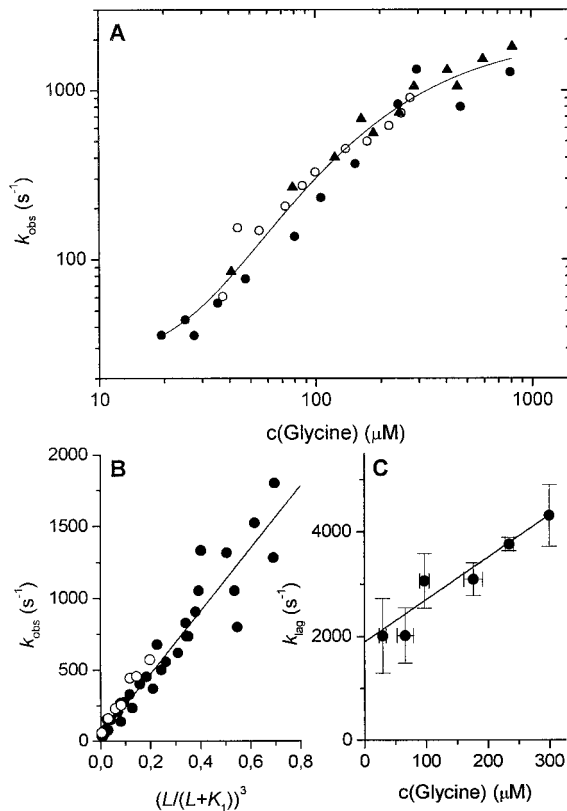 A
1000
100
k_obs (s⁻¹)
10 100 1000
c(Glycine) (μM)
B
2000
1500
1000
500
0
k_obs (s⁻¹)
0,0 0,2 0,4 0,6 0,8
(L/(L+K₁))³
C
4000
2000
0
k_lag (s⁻¹)
0 100 200 300
c(Glycine) (μM)